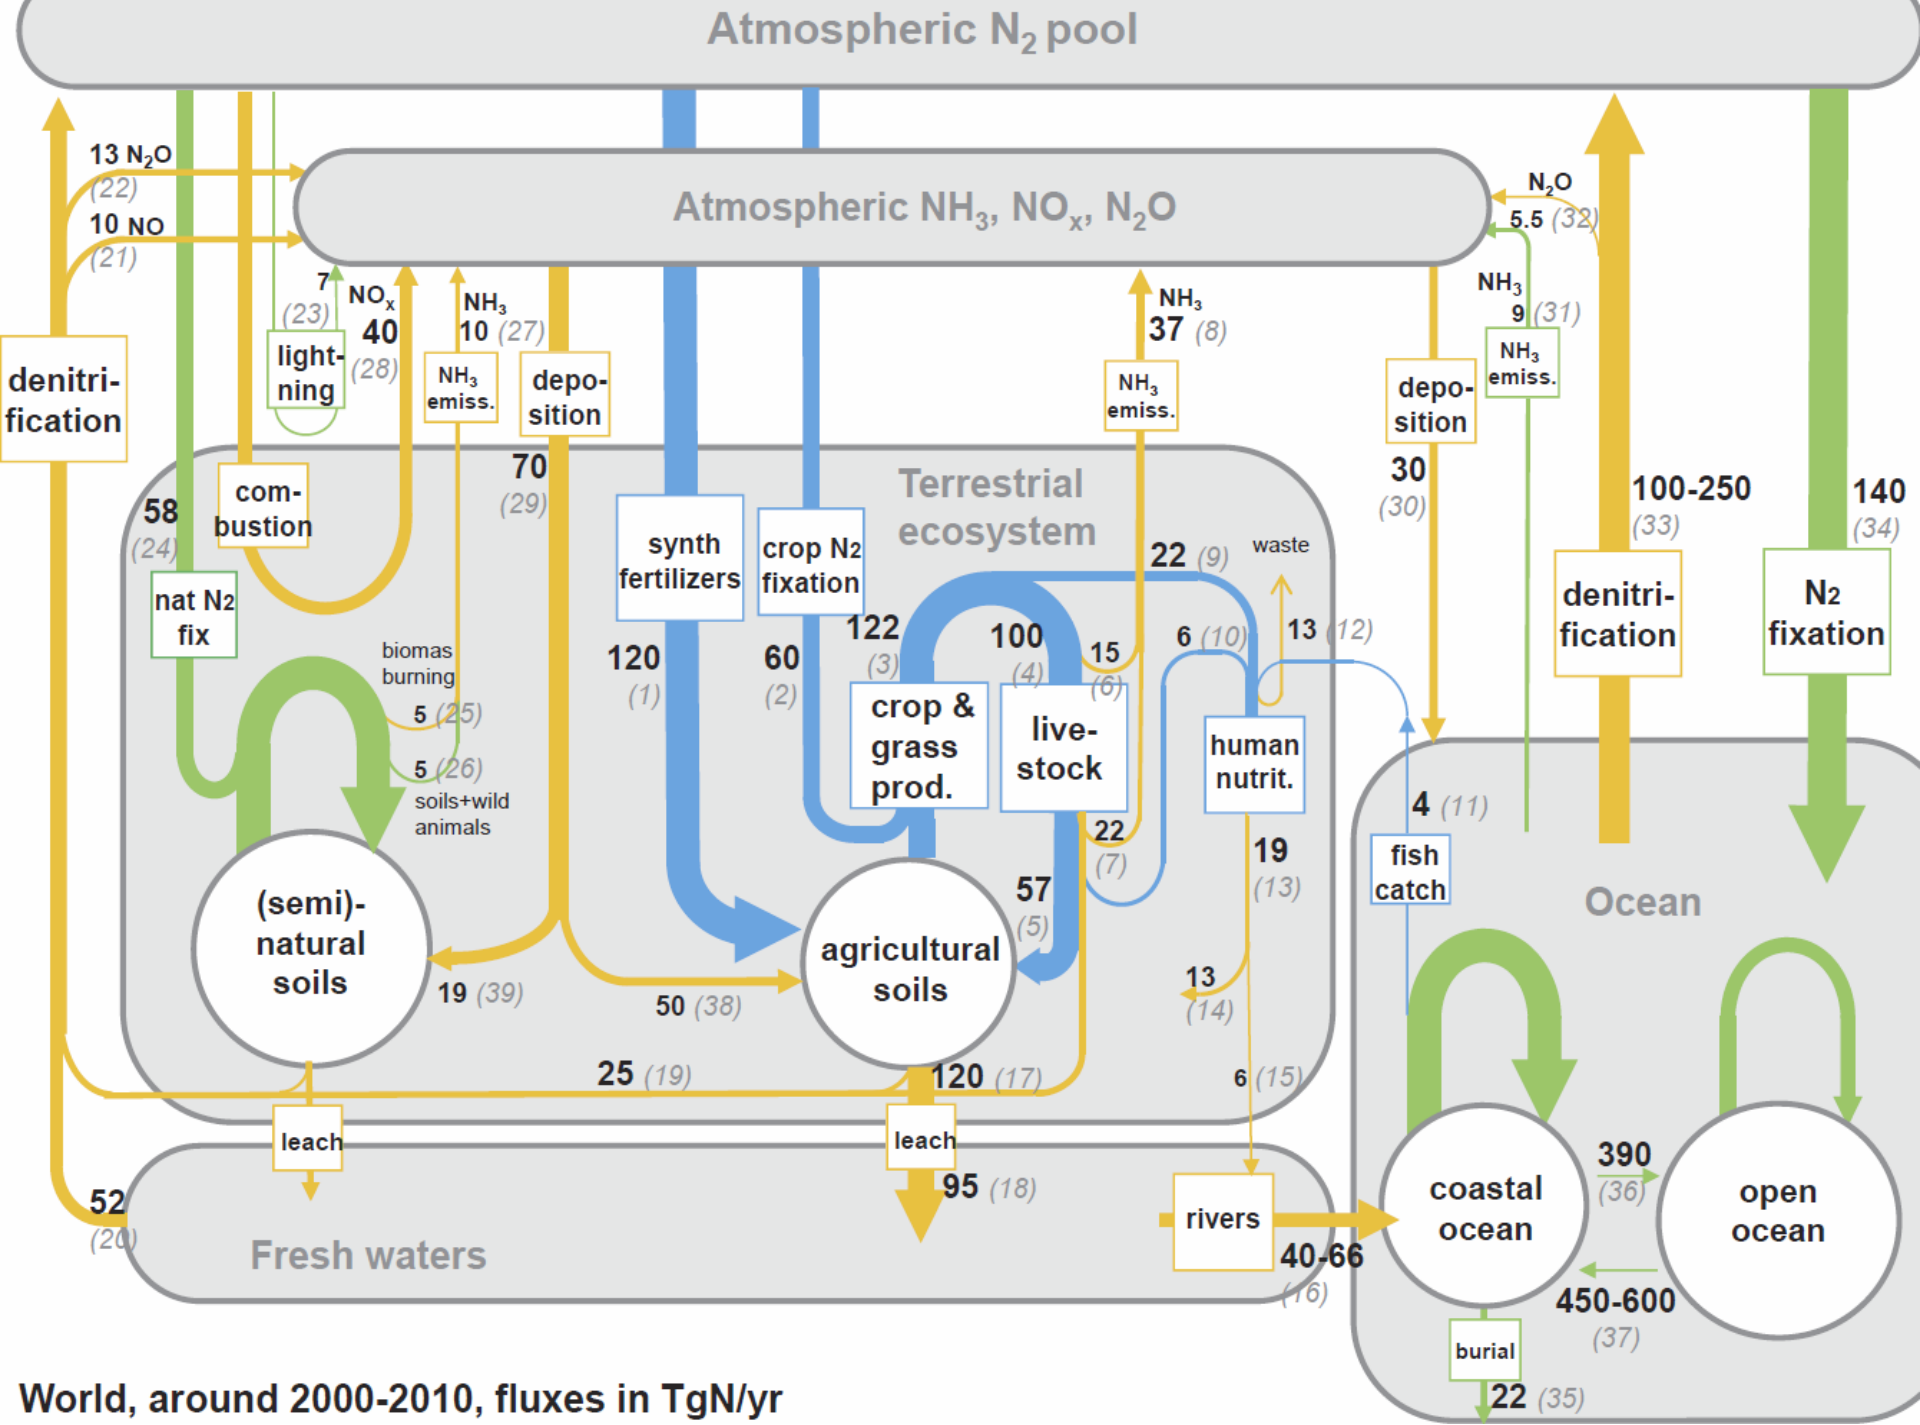 Atmospheric N2 pool
13 N2O
(22)
10 NO
(21)
Atmospheric NH3, NOx, N2O
N2O
5.5 (32)
7
(23)
light-
ning
NOx
40
(28)
NH3
10 (27)
NH3
emiss.
depo-
sition
70
(29)
NH3
37 (8)
NH3
emiss.
depo-
sition
30
(30)
NH3
9 (31)
NH3
emiss.
denitri-
fication
58
(24)
com-
bustion
nat N2
fix
synth
fertilizers
120
(1)
crop N2
fixation
60
(2)
Terrestrial
ecosystem
122
(3)
100
(4)
15
(6)
22 (9)
waste
6 (10)
13 (12)
100-250
(33)
denitri-
fication
140
(34)
N2
fixation
biomas
burning
5 (25)
5 (26)
soils+wild
animals
crop &
grass
prod.
live-
stock
human
nutrit.
22
(7)
57
(5)
19
(13)
4 (11)
fish
catch
Ocean
(semi)-
natural
soils
19 (39)
50 (38)
agricultural
soils
13
(14)
25 (19)
120 (17)
6 (15)
leach
leach
95 (18)
52
(20)
Fresh waters
rivers
40-66
(16)
coastal
ocean
390
(36)
open
ocean
450-600
(37)
burial
22 (35)
World, around 2000-2010, fluxes in TgN/yr